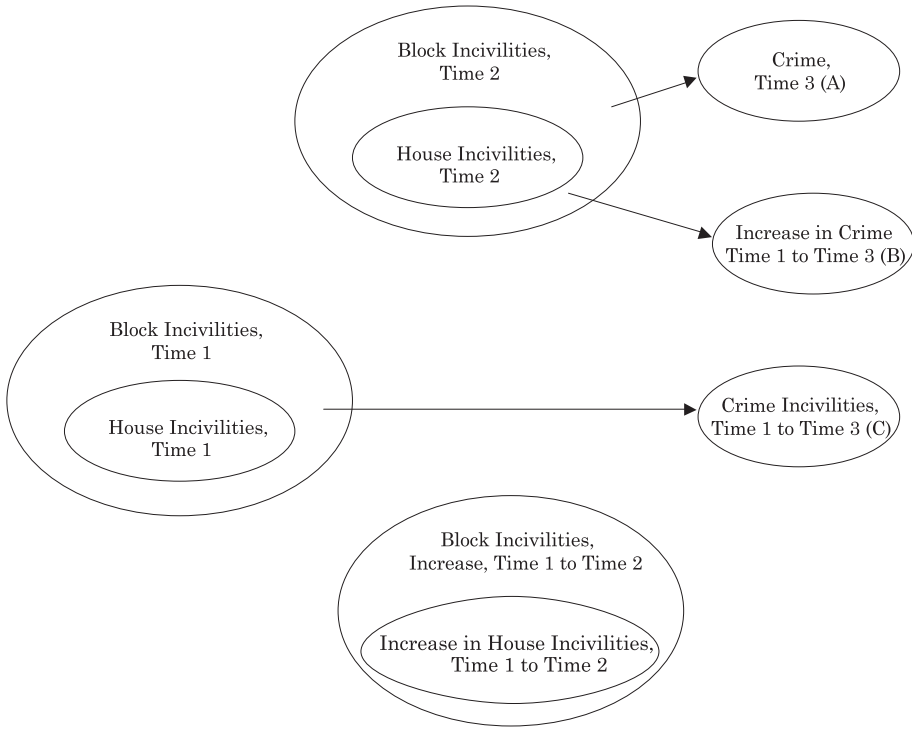 Block Incivilities,
Time 2
Crime,
Time 3 (A)
House Incivilities,
Time 2
Increase in Crime
Time 1 to Time 3 (B)
Block Incivilities,
Time 1
House Incivilities,
Time 1
Crime Incivilities,
Time 1 to Time 3 (C)
Block Incivilities,
Increase, Time 1 to Time 2
Increase in House Incivilities,
Time 1 to Time 2